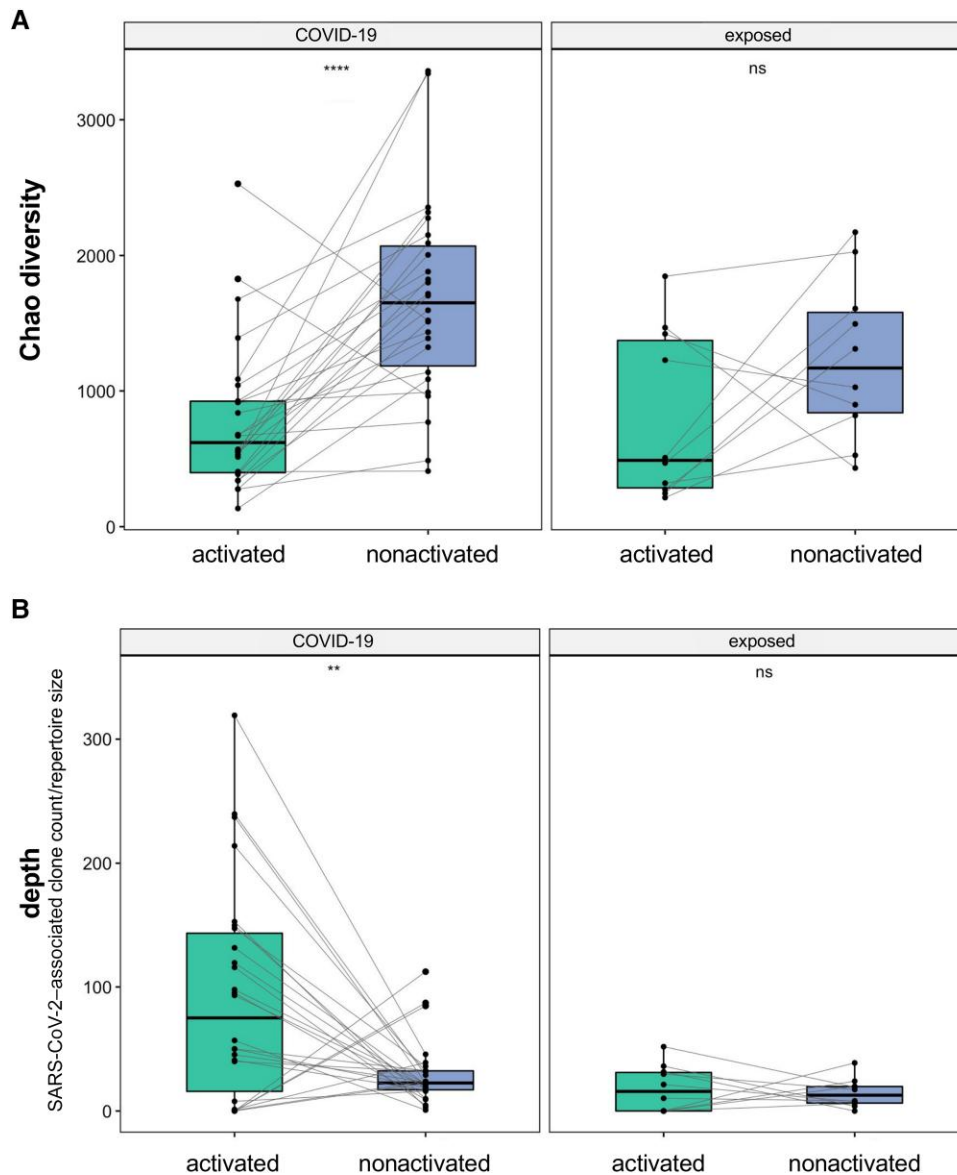 A
COVID-19
exposed
****
ns
Chao diversity
3000
2000
1000
0
activated
nonactivated
activated
nonactivated
B
COVID-19
exposed
**
ns
depth
SARS-CoV-2–associated clone count/repertoire size
300
200
100
0
activated
nonactivated
activated
nonactivated